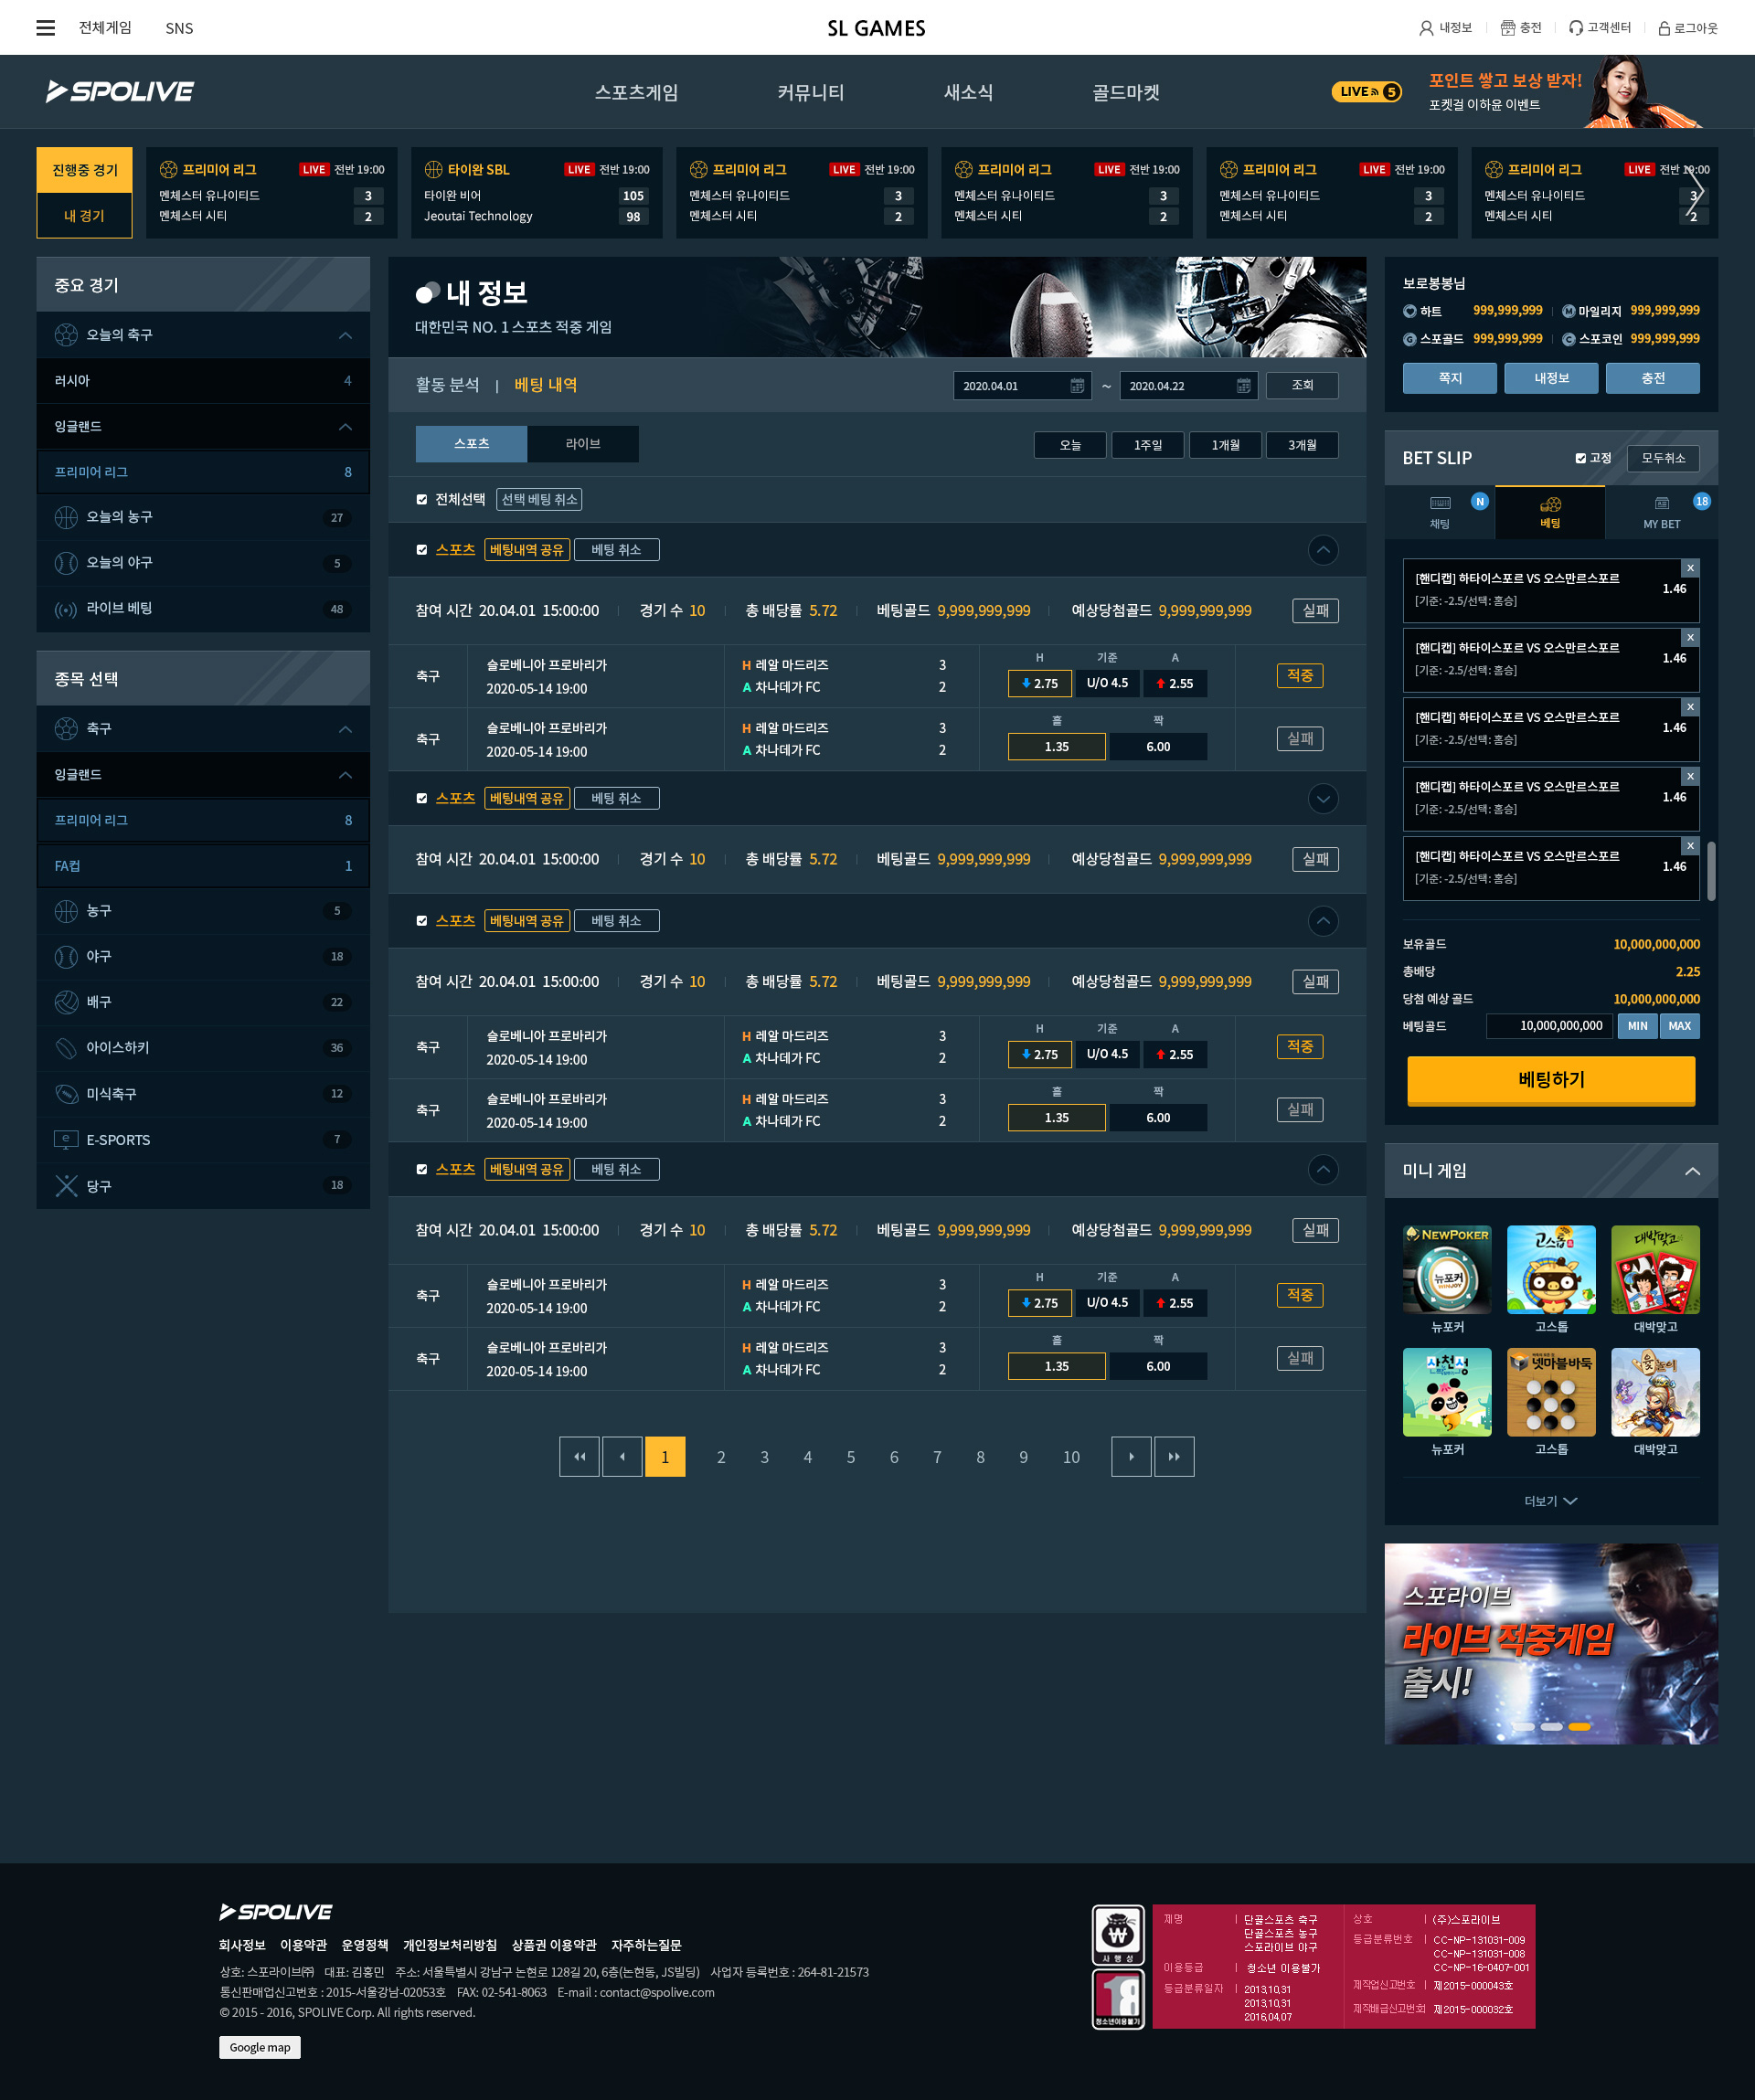 전체게임 SNS SL GAMES 내정보 충전 고객센터 로그아웃
SPOLIVE 스포츠게임 커뮤니티 새소식 골드마켓 LIVE 5 포인트 쌓고 보상 받자!
포켓걸 이하윤 이벤트
진행중 경기
내 경기
프리미어 리그 LIVE 전반 19:00
멘체스터 유나이티드 3
멘체스터 시티 2
타이완 SBL LIVE 전반 19:00
타이완 비어 105
Jeoutai Technology 98
프리미어 리그 LIVE 전반 19:00
멘체스터 유나이티드 3
멘체스터 시티 2
프리미어 리그 LIVE 전반 19:00
멘체스터 유나이티드 3
멘체스터 시티 2
프리미어 리그 LIVE 전반 19:00
멘체스터 유나이티드 3
멘체스터 시티 2
프리미어 리그 LIVE 전반 19:00
멘체스터 유나이티드 3
멘체스터 시티 2
중요 경기
오늘의 축구
러시아 4
잉글랜드
프리미어 리그 8
오늘의 농구 27
오늘의 야구 5
라이브 베팅 48
종목 선택
축구
잉글랜드
프리미어 리그 8
FA컵 1
농구 5
야구 18
배구 22
아이스하키 36
미식축구 12
E-SPORTS 7
당구 18
내 정보
대한민국 NO. 1 스포츠 적중 게임
활동 분석 | 베팅 내역 2020.04.01 ~ 2020.04.22 조회
스포츠 라이브 오늘 1주일 1개월 3개월
전체선택 선택 베팅 취소
스포츠 베팅내역 공유 베팅 취소
참여 시간 20.04.01 15:00:00 경기 수 10 총 배당률 5.72 베팅골드 9,999,999,999 예상당첨골드 9,999,999,999 실패
축구 슬로베니아 프로바리가 2020-05-14 19:00 H 레알 마드리즈 3 A 차나데가 FC 2 H 기준 A 2.75 U/O 4.5 2.55 적중
축구 슬로베니아 프로바리가 2020-05-14 19:00 H 레알 마드리즈 3 A 차나데가 FC 2 홀 짝 1.35 6.00 실패
스포츠 베팅내역 공유 베팅 취소
참여 시간 20.04.01 15:00:00 경기 수 10 총 배당률 5.72 베팅골드 9,999,999,999 예상당첨골드 9,999,999,999 실패
스포츠 베팅내역 공유 베팅 취소
참여 시간 20.04.01 15:00:00 경기 수 10 총 배당률 5.72 베팅골드 9,999,999,999 예상당첨골드 9,999,999,999 실패
축구 슬로베니아 프로바리가 2020-05-14 19:00 H 레알 마드리즈 3 A 차나데가 FC 2 H 기준 A 2.75 U/O 4.5 2.55 적중
축구 슬로베니아 프로바리가 2020-05-14 19:00 H 레알 마드리즈 3 A 차나데가 FC 2 홀 짝 1.35 6.00 실패
스포츠 베팅내역 공유 베팅 취소
참여 시간 20.04.01 15:00:00 경기 수 10 총 배당률 5.72 베팅골드 9,999,999,999 예상당첨골드 9,999,999,999 실패
축구 슬로베니아 프로바리가 2020-05-14 19:00 H 레알 마드리즈 3 A 차나데가 FC 2 H 기준 A 2.75 U/O 4.5 2.55 적중
축구 슬로베니아 프로바리가 2020-05-14 19:00 H 레알 마드리즈 3 A 차나데가 FC 2 홀 짝 1.35 6.00 실패
1 2 3 4 5 6 7 8 9 10
보로봉봉님
하트 999,999,999 M 마일리지 999,999,999
G 스포골드 999,999,999 C 스포코인 999,999,999
쪽지 내정보 충전
BET SLIP 고정 모두취소
채팅 N 베팅 MY BET 18
[핸디캡] 하타이스포르 VS 오스만르스포르 X
[기준: -2.5/선택: 홈승] 1.46
[핸디캡] 하타이스포르 VS 오스만르스포르 X
[기준: -2.5/선택: 홈승] 1.46
[핸디캡] 하타이스포르 VS 오스만르스포르 X
[기준: -2.5/선택: 홈승] 1.46
[핸디캡] 하타이스포르 VS 오스만르스포르 X
[기준: -2.5/선택: 홈승] 1.46
[핸디캡] 하타이스포르 VS 오스만르스포르 X
[기준: -2.5/선택: 홈승] 1.46
보유골드 10,000,000,000
총배당 2.25
당첨 예상 골드 10,000,000,000
베팅골드 10,000,000,000 MIN MAX
베팅하기
미니 게임
NEWPOKER 뉴포커 고스톱 대박맞고
뉴포커 고스톱 대박맞고
산천성 넷마블바둑 윷놀이
뉴포커 고스톱 대박맞고
더보기
스포라이브
라이브 적중게임
출시!
SPOLIVE
회사정보 이용약관 운영정책 개인정보처리방침 상품권 이용약관 자주하는질문
상호: 스포라이브㈜ 대표: 김홍민 주소: 서울특별시 강남구 논현로 128길 20, 6층(논현동, JS빌딩) 사업자 등록번호 : 264-81-21573
통신판매업신고번호 : 2015-서울강남-02053호 FAX: 02-541-8063 E-mail : contact@spolive.com
© 2015 - 2016, SPOLIVE Corp. All rights reserved.
Google map
사행성
18
청소년이용불가
제명 단골스포츠 축구
단골스포츠 농구
스포라이브 야구
이용등급 청소년 이용불가
등급분류일자 2013.10.31
2013.10.31
2016.04.07
상호 (주)스포라이브
등급분류번호 CC-NP-131031-009
CC-NP-131031-008
CC-NP-16-0407-001
제작업신고번호 제2015-000043호
제작배급신고번호 제2015-000032호